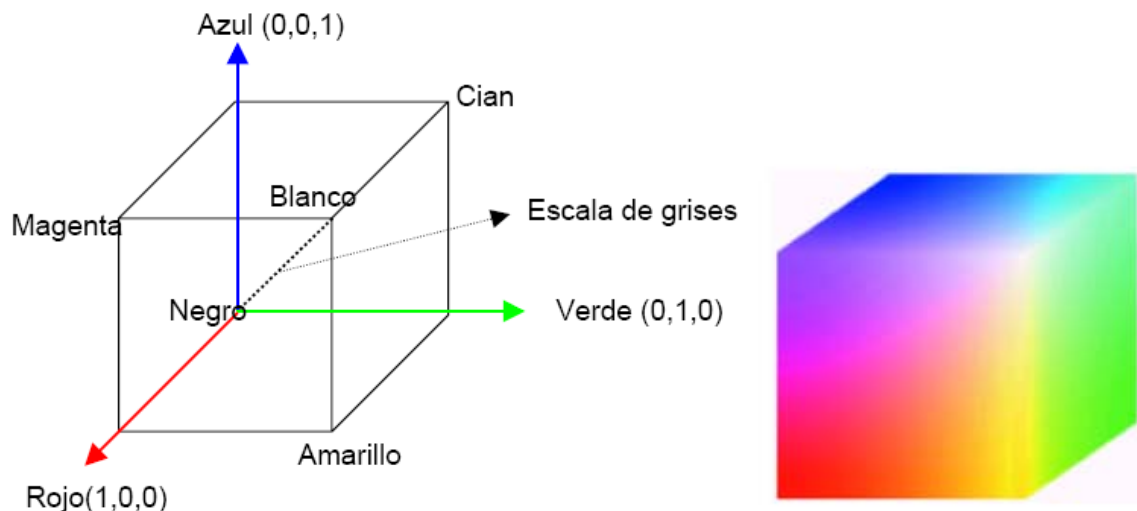 Azul (0,0,1)
Cian
Blanco
Magenta
Escala de grises
Negro
Verde (0,1,0)
Amarillo
Rojo(1,0,0)